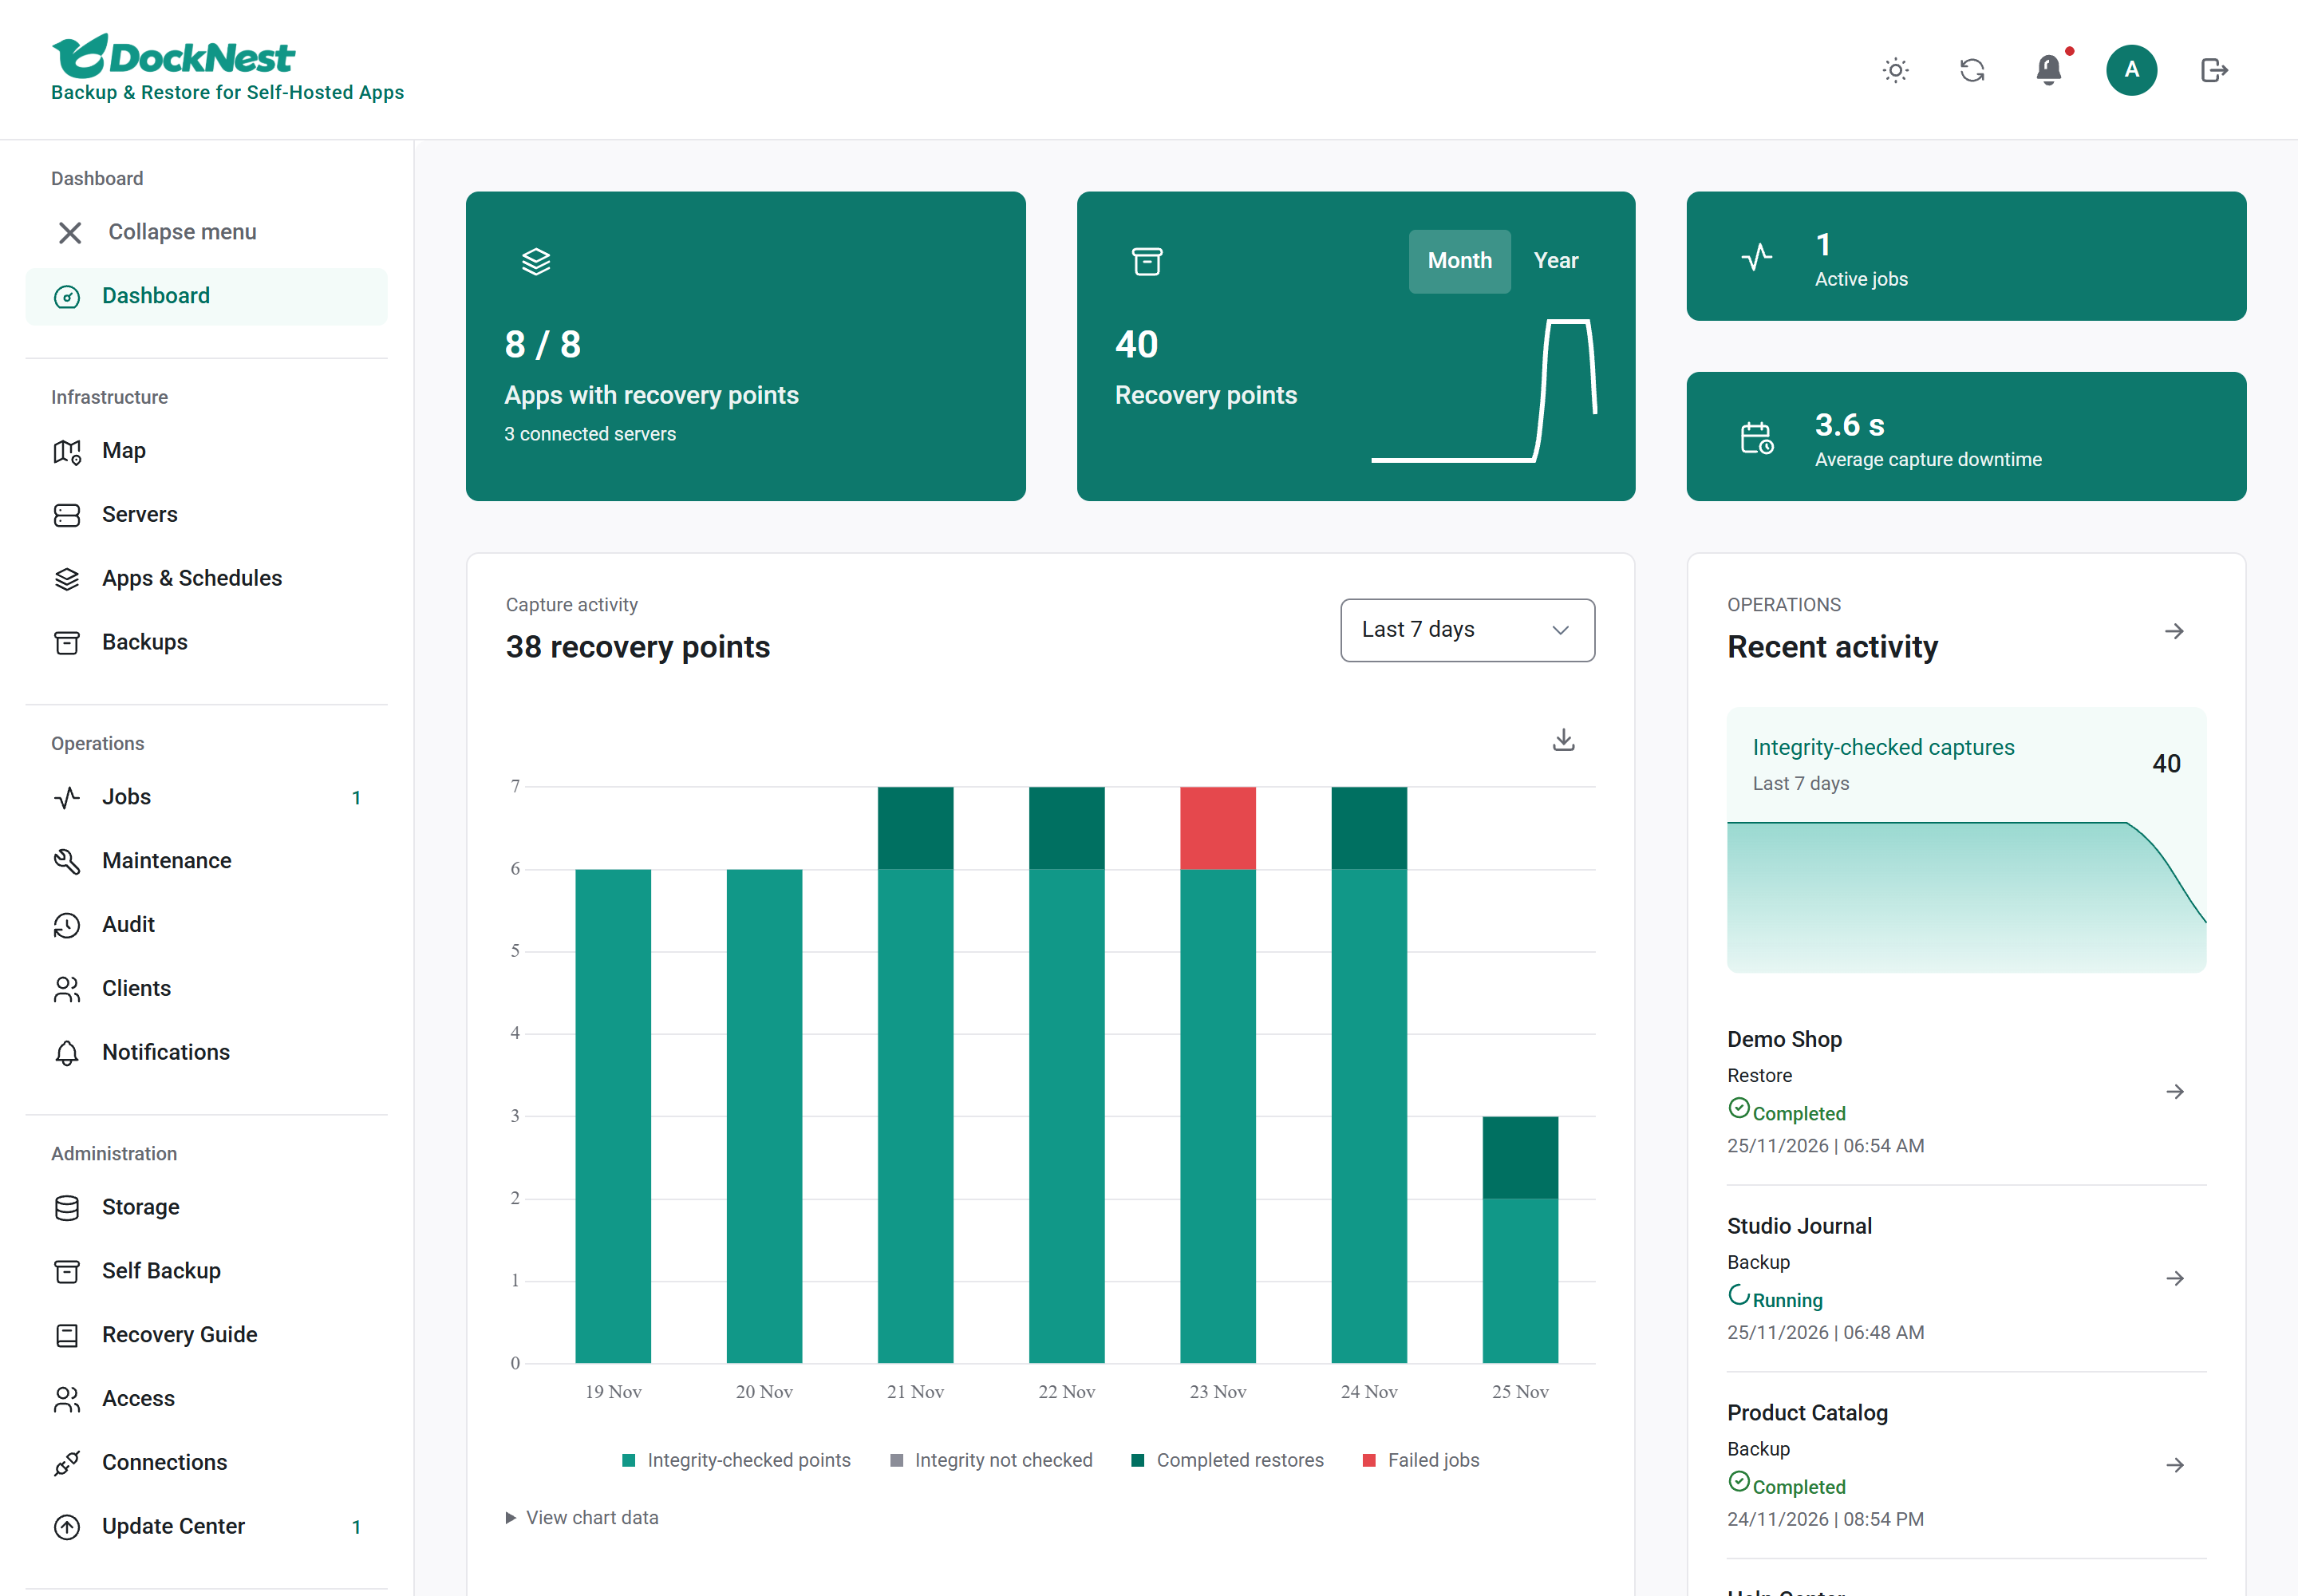 DockNest
Backup & Restore for Self-Hosted Apps
A
Dashboard
Collapse menu
Dashboard
Infrastructure
Map
Servers
Apps & Schedules
Backups
Operations
Jobs 1
Maintenance
Audit
Clients
Notifications
Administration
Storage
Self Backup
Recovery Guide
Access
Connections
Update Center 1
8 / 8
Apps with recovery points
3 connected servers
Month Year
40
Recovery points
1
Active jobs
3.6 s
Average capture downtime
Capture activity
38 recovery points
Last 7 days
7
6
5
4
3
2
1
0
19 Nov 20 Nov 21 Nov 22 Nov 23 Nov 24 Nov 25 Nov
Integrity-checked points Integrity not checked Completed restores Failed jobs
View chart data
OPERATIONS
Recent activity
Integrity-checked captures
Last 7 days
40
Demo Shop
Restore
Completed
25/11/2026 | 06:54 AM
Studio Journal
Backup
Running
25/11/2026 | 06:48 AM
Product Catalog
Backup
Completed
24/11/2026 | 08:54 PM